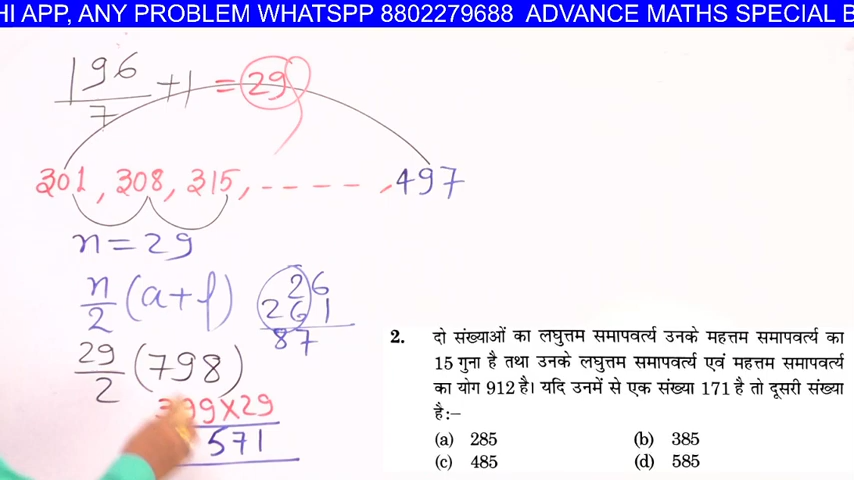 HI APP, ANY PROBLEM WHATSPP 8802279688 ADVANCE MATHS SPECIAL B
196/7 +1 = 29
301, 308, 315, - - - - - , 497
n = 29
n/2 (a+l) 26
261
87
29/2 (798)
399×29
571
2. दो संख्याओं का लघुत्तम समापवर्त्य उनके महत्तम समापवर्त्य का
15 गुना है तथा उनके लघुत्तम समापवर्त्य एवं महत्तम समापवर्त्य
का योग 912 है। यदि उनमें से एक संख्या 171 है तो दूसरी संख्या
है:–
(a) 285 (b) 385
(c) 485 (d) 585